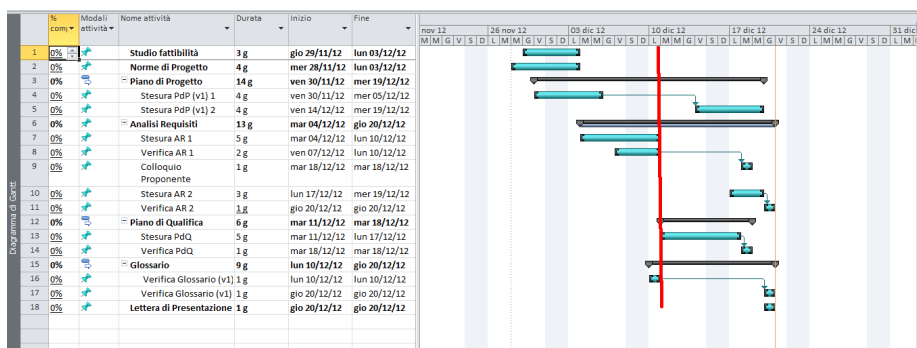 % Modali Nome attività Durata Inizio Fine
com attività
nov 12 26 nov 12 03 dic 12 10 dic 12 17 dic 12 24 dic 12 31 dic
M M G V S D L M M G V S D L M M G V S D L M M G V S D L M M G V S D L M M G V S D L
1 0% Studio fattibilità 3 g gio 29/11/12 lun 03/12/12
2 0% Norme di Progetto 4 g mer 28/11/12 lun 03/12/12
3 0% Piano di Progetto 14 g ven 30/11/12 mer 19/12/12
4 0% Stesura PdP (v1) 1 4 g ven 30/11/12 mer 05/12/12
5 0% Stesura PdP (v1) 2 4 g ven 14/12/12 mer 19/12/12
6 0% Analisi Requisiti 13 g mar 04/12/12 gio 20/12/12
7 0% Stesura AR 1 5 g mar 04/12/12 lun 10/12/12
8 0% Verifica AR 1 2 g ven 07/12/12 lun 10/12/12
9 0% Colloquio 1 g mar 18/12/12 mar 18/12/12
Proponente
10 0% Stesura AR 2 3 g lun 17/12/12 mer 19/12/12
11 0% Verifica AR 2 1 g gio 20/12/12 gio 20/12/12
12 0% Piano di Qualifica 6 g mar 11/12/12 mar 18/12/12
13 0% Stesura PdQ 5 g mar 11/12/12 lun 17/12/12
14 0% Verifica PdQ 1 g mar 18/12/12 mar 18/12/12
15 0% Glossario 9 g lun 10/12/12 gio 20/12/12
16 0% Verifica Glossario (v1) 1 g lun 10/12/12 lun 10/12/12
17 0% Verifica Glossario (v1) 1 g gio 20/12/12 gio 20/12/12
18 0% Lettera di Presentazione 1 g gio 20/12/12 gio 20/12/12
Diagramma di Gantt